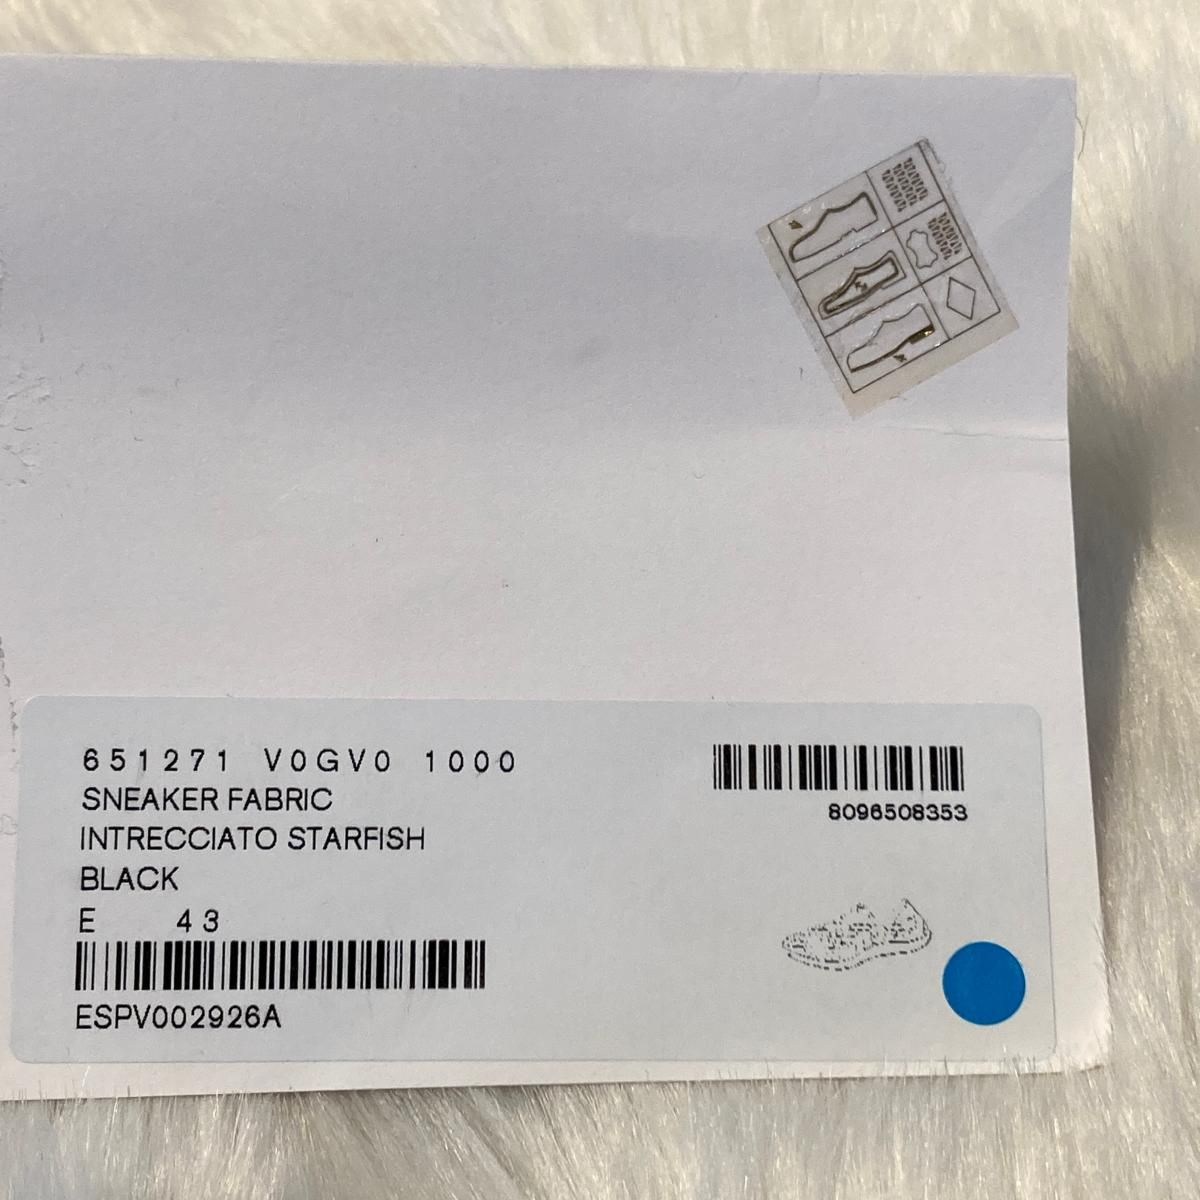 651271 V0GV0 1000
SNEAKER FABRIC
INTRECCIATO STARFISH
BLACK
E 43
ESPV002926A
8096508353